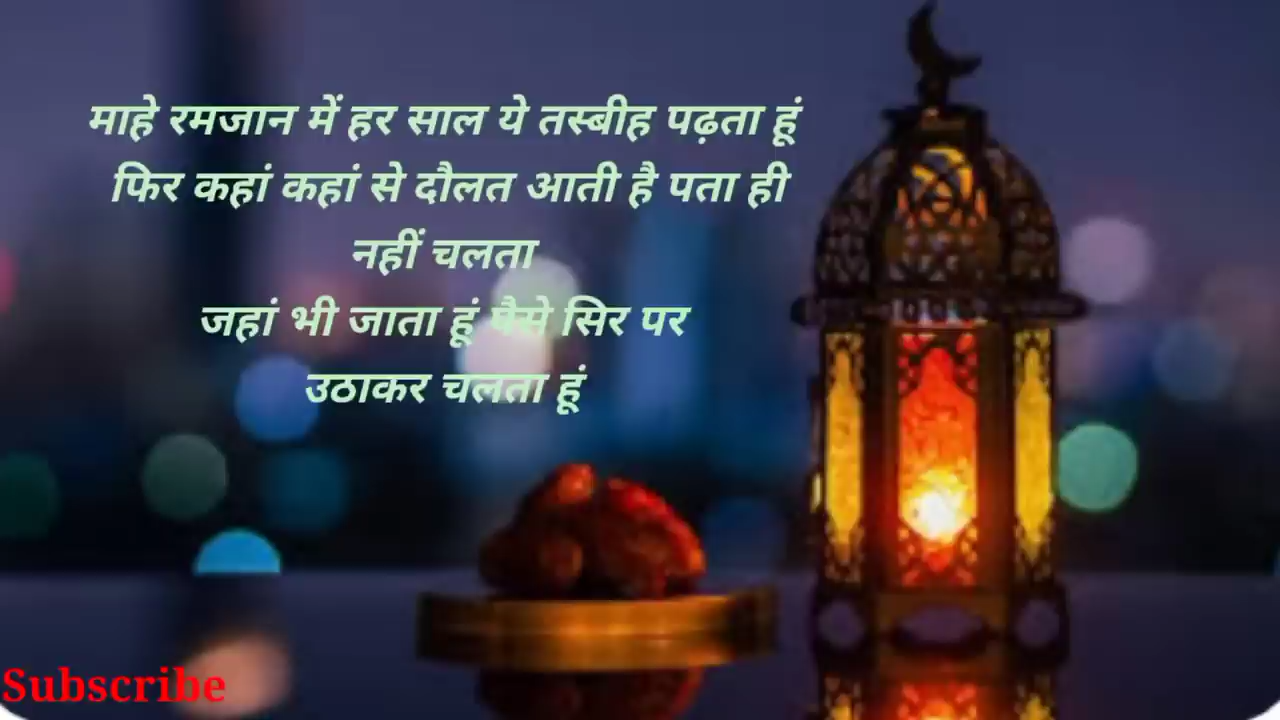 माहे रमजान में हर साल ये तस्बीह पढ़ता हूं
फिर कहां कहां से दौलत आती है पता ही
नहीं चलता
जहां भी जाता हूं पैसे सिर पर
उठाकर चलता हूं
Subscribe